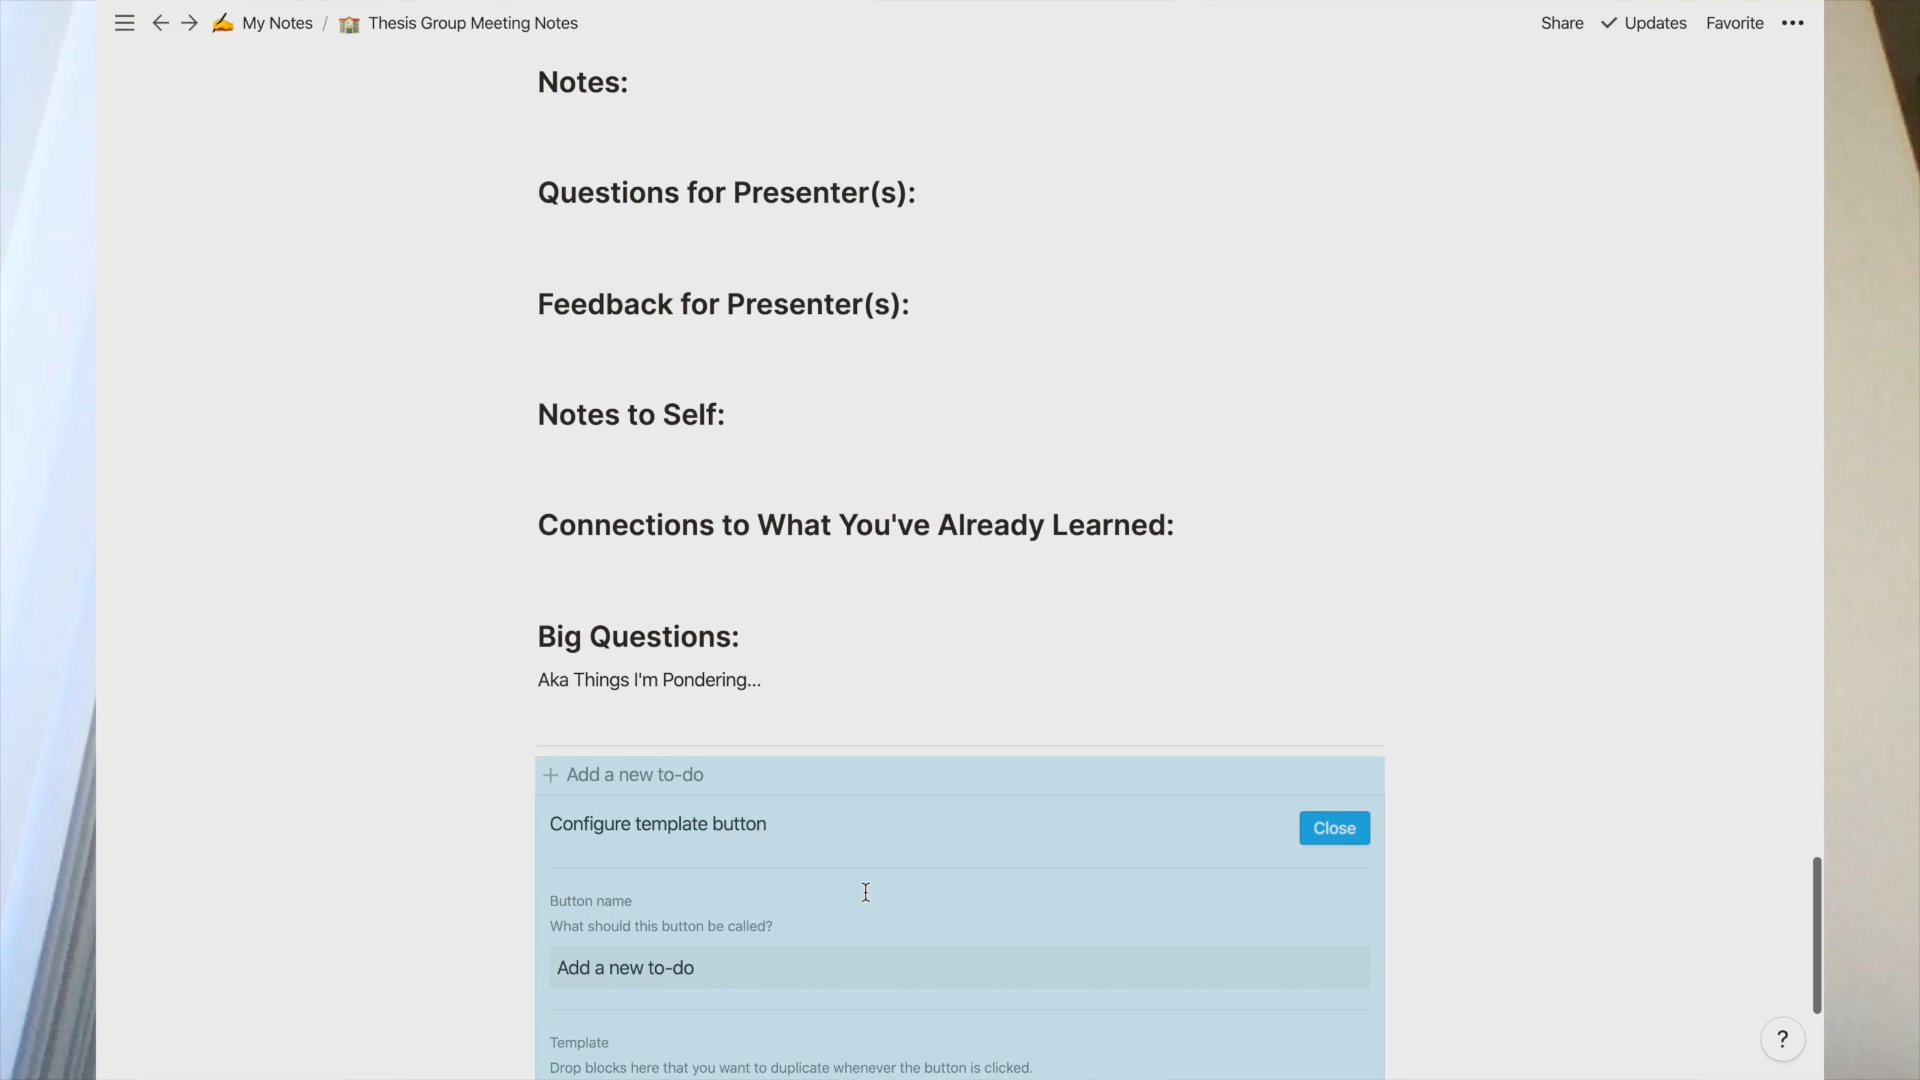 My Notes / Thesis Group Meeting Notes
Share Updates Favorite
Notes:
Questions for Presenter(s):
Feedback for Presenter(s):
Notes to Self:
Connections to What You've Already Learned:
Big Questions:
Aka Things I'm Pondering...
+ Add a new to-do
Configure template button
Close
Button name
What should this button be called?
Add a new to-do
Template
Drop blocks here that you want to duplicate whenever the button is clicked.
?